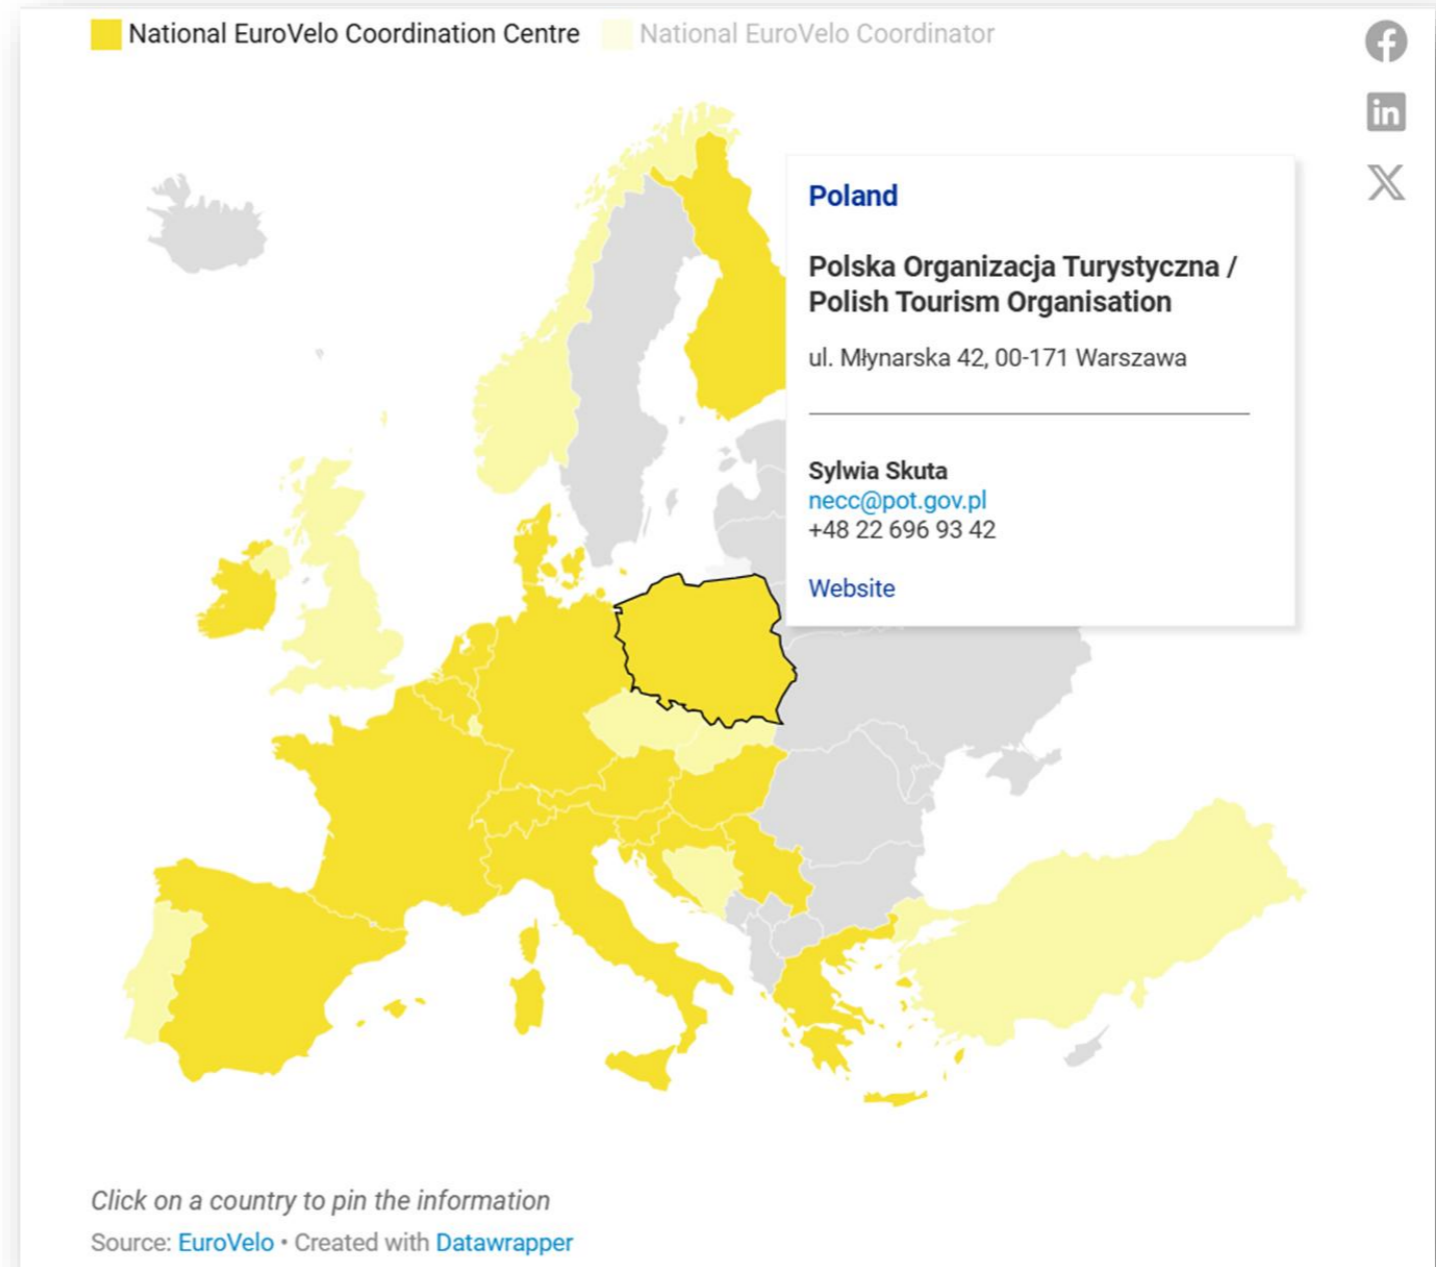 National EuroVelo Coordination Centre National EuroVelo Coordinator
Poland
Polska Organizacja Turystyczna /
Polish Tourism Organisation
ul. Młynarska 42, 00-171 Warszawa
Sylwia Skuta
necc@pot.gov.pl
+48 22 696 93 42
Website
Click on a country to pin the information
Source: EuroVelo • Created with Datawrapper